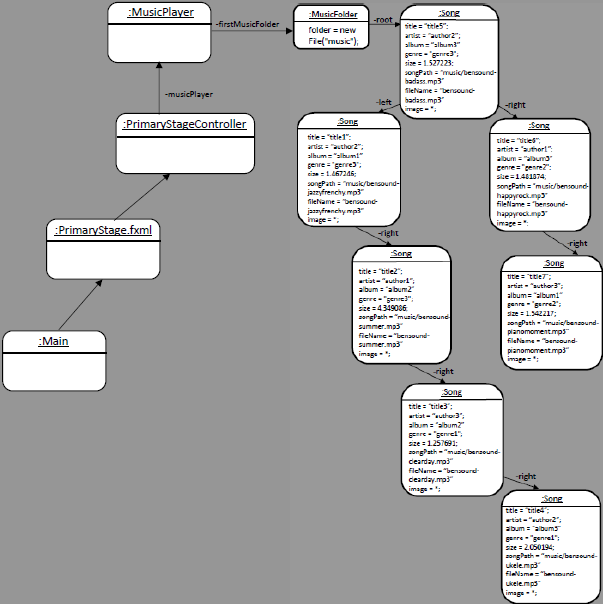 :MusicPlayer
-firstMusicFolder
:MusicFolder
folder = new
File("music");
-root
:Song
title = "title5";
artist = "author2";
album = "album3"
genre = "genre3";
size = 1.527223;
songPath = "music/bensound-
badass.mp3"
fileName = "bensound-
badass.mp3"
image = *;
-left
-right
-musicPlayer
:PrimaryStageController
:Song
title = "title1";
artist = "author2";
album = "album1"
genre = "genre3";
size = 1.467246;
songPath = "music/bensound-
jazzyfrenchy.mp3"
fileName = "bensound-
jazzyfrenchy.mp3"
image = *;
:Song
title = "title6";
artist = "author1";
album = "album3"
genre = "genre2";
size = 1.481874;
songPath = "music/bensound-
happyrock.mp3"
fileName = "bensound-
happyrock.mp3"
image = *;
-right
-right
:PrimaryStage.fxml
:Song
title = "title2";
artist = "author1";
album = "album2"
genre = "genre3";
size = 4.349086;
songPath = "music/bensound-
summer.mp3"
fileName = "bensound-
summer.mp3"
image = *;
:Song
title = "title7";
artist = "author3";
album = "album1"
genre = "genre2";
size = 1.542217;
songPath = "music/bensound-
pianomoment.mp3"
fileName = "bensound-
pianomoment.mp3"
image = *;
:Main
-right
:Song
title = "title3";
artist = "author3";
album = "album2"
genre = "genre1";
size = 1.257691;
songPath = "music/bensound-
clearday.mp3"
fileName = "bensound-
clearday.mp3"
image = *;
-right
:Song
title = "title4";
artist = "author2";
album = "album3"
genre = "genre1";
size = 2.050194;
songPath = "music/bensound-
ukele.mp3"
fileName = "bensound-
ukele.mp3"
image = *;